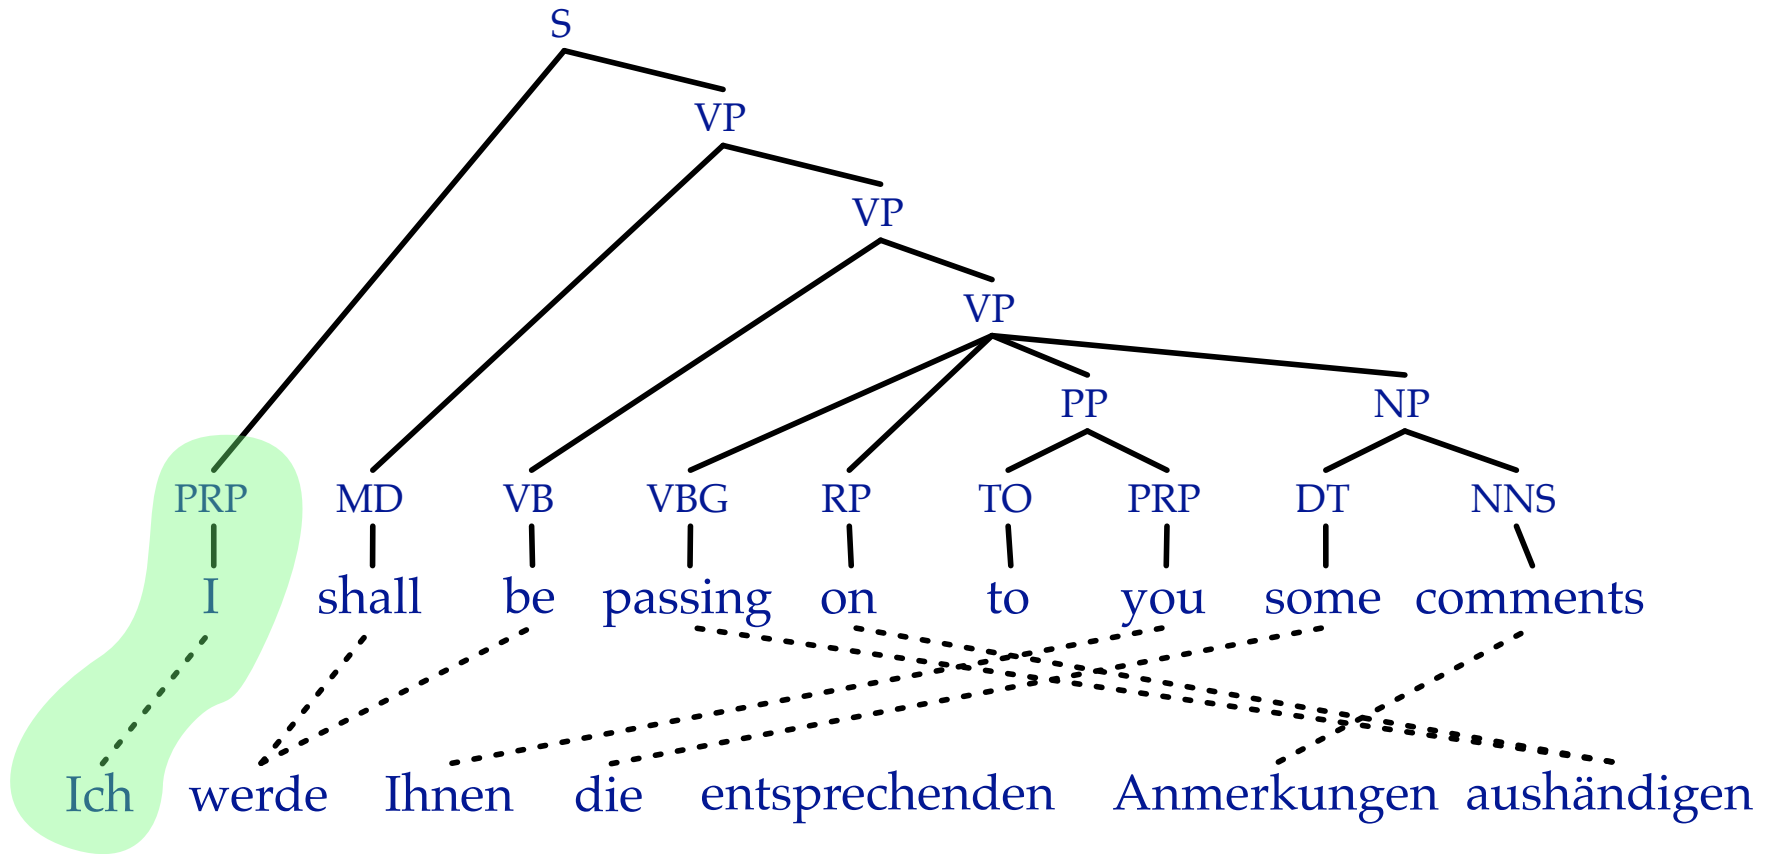 S
VP
VP
VP
PP NP
PRP MD VB VBG RP TO PRP DT NNS
I shall be passing on to you some comments
Ich werde Ihnen die entsprechenden Anmerkungen aushändigen